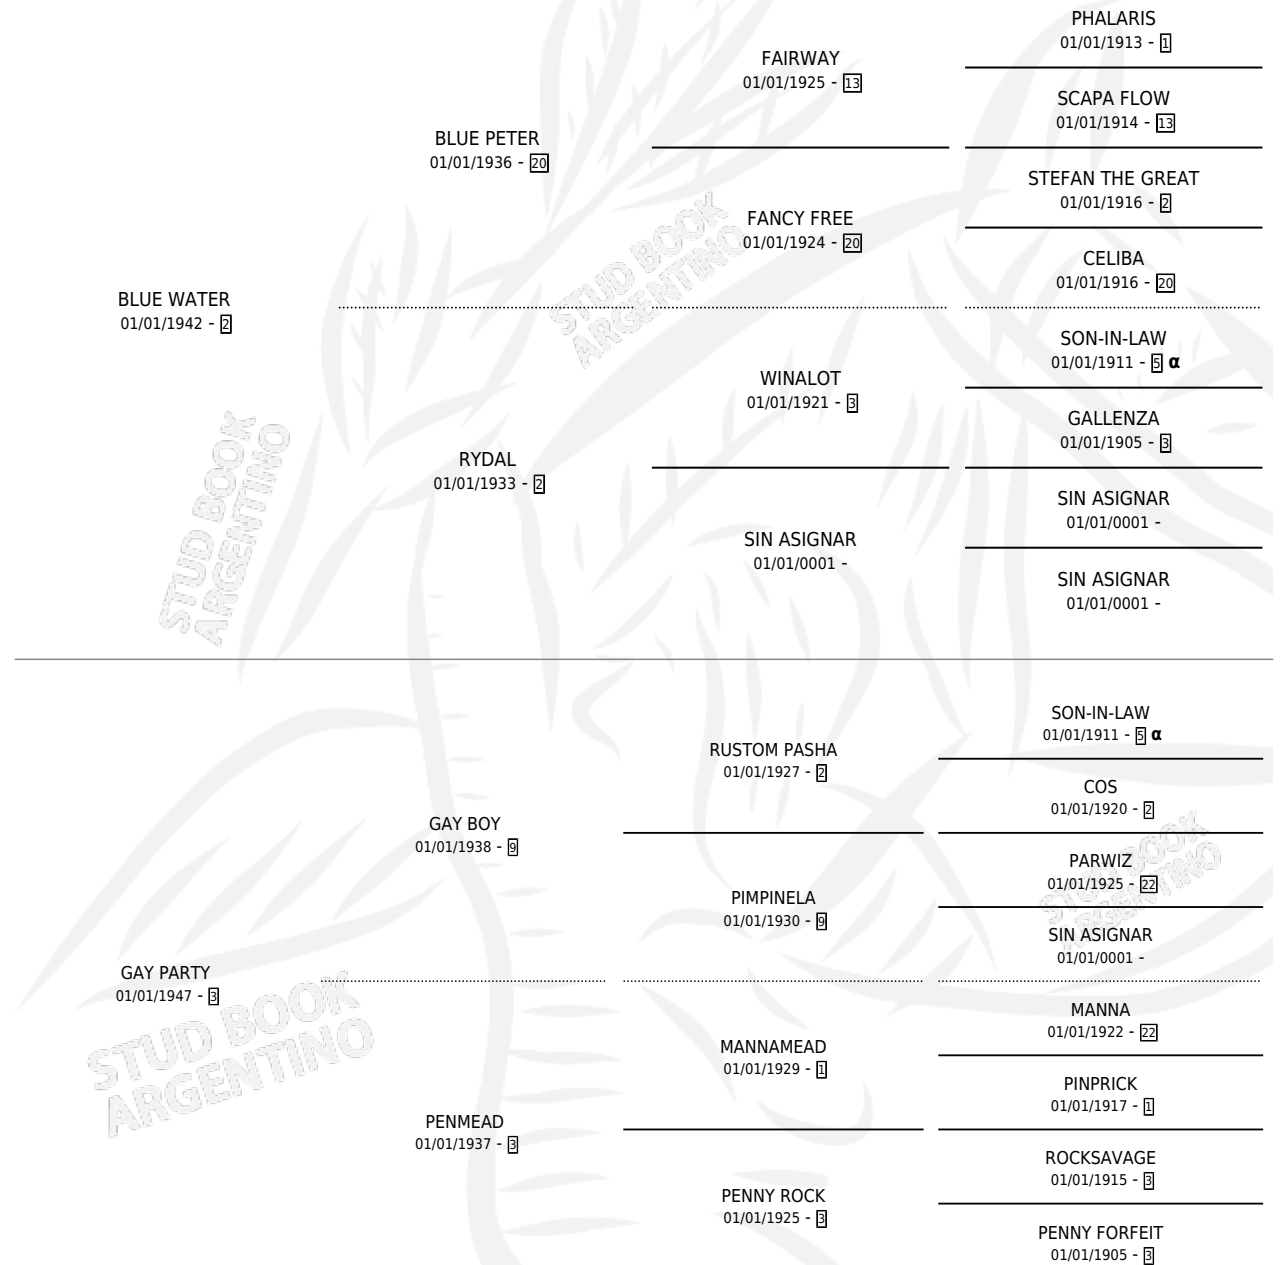 PHALARIS
01/01/1913 - 1
FAIRWAY
01/01/1925 - 13
SCAPA FLOW
01/01/1914 - 13
BLUE PETER
01/01/1936 - 20
STEFAN THE GREAT
01/01/1916 - 2
FANCY FREE
01/01/1924 - 20
CELIBA
01/01/1916 - 20
BLUE WATER
01/01/1942 - 2
SON-IN-LAW
01/01/1911 - 5 α
WINALOT
01/01/1921 - 3
GALLENZA
01/01/1905 - 3
RYDAL
01/01/1933 - 2
SIN ASIGNAR
01/01/0001 -
SIN ASIGNAR
01/01/0001 -
SIN ASIGNAR
01/01/0001 -
STUD BOOK
ARGENTINO
STUD BOOK
ARGENTINO
SON-IN-LAW
01/01/1911 - 5 α
RUSTOM PASHA
01/01/1927 - 2
COS
01/01/1920 - 2
GAY BOY
01/01/1938 - 9
PARWIZ
01/01/1925 - 22
PIMPINELA
01/01/1930 - 9
SIN ASIGNAR
01/01/0001 -
GAY PARTY
01/01/1947 - 3
MANNA
01/01/1922 - 22
MANNAMEAD
01/01/1929 - 1
PINPRICK
01/01/1917 - 1
PENMEAD
01/01/1937 - 3
ROCKSAVAGE
01/01/1915 - 3
PENNY ROCK
01/01/1925 - 3
PENNY FORFEIT
01/01/1905 - 3
STUD BOOK
ARGENTINO
STUD BOOK
ARGENTINO